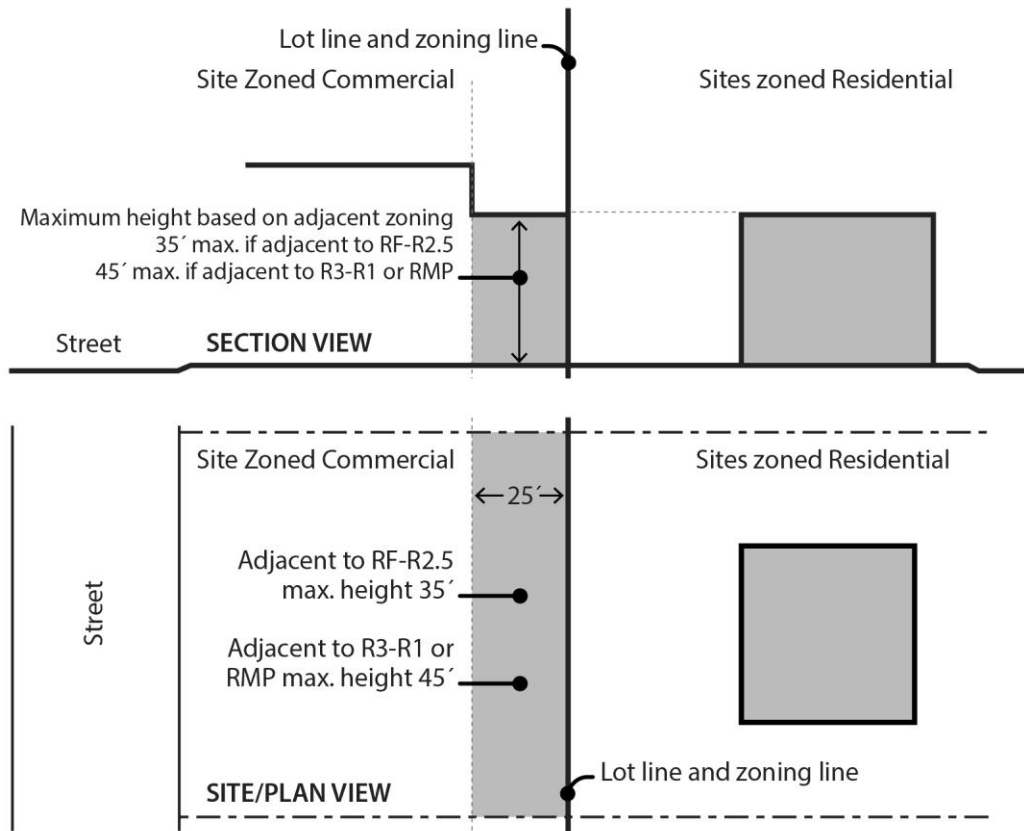 Lot line and zoning line
Site Zoned Commercial
Sites zoned Residential
Maximum height based on adjacent zoning
35´ max. if adjacent to RF-R2.5
45´ max. if adjacent to R3-R1 or RMP
Street
SECTION VIEW
Site Zoned Commercial
Sites zoned Residential
25´
Adjacent to RF-R2.5
max. height 35´
Street
Adjacent to R3-R1 or
RMP max. height 45´
Lot line and zoning line
SITE/PLAN VIEW